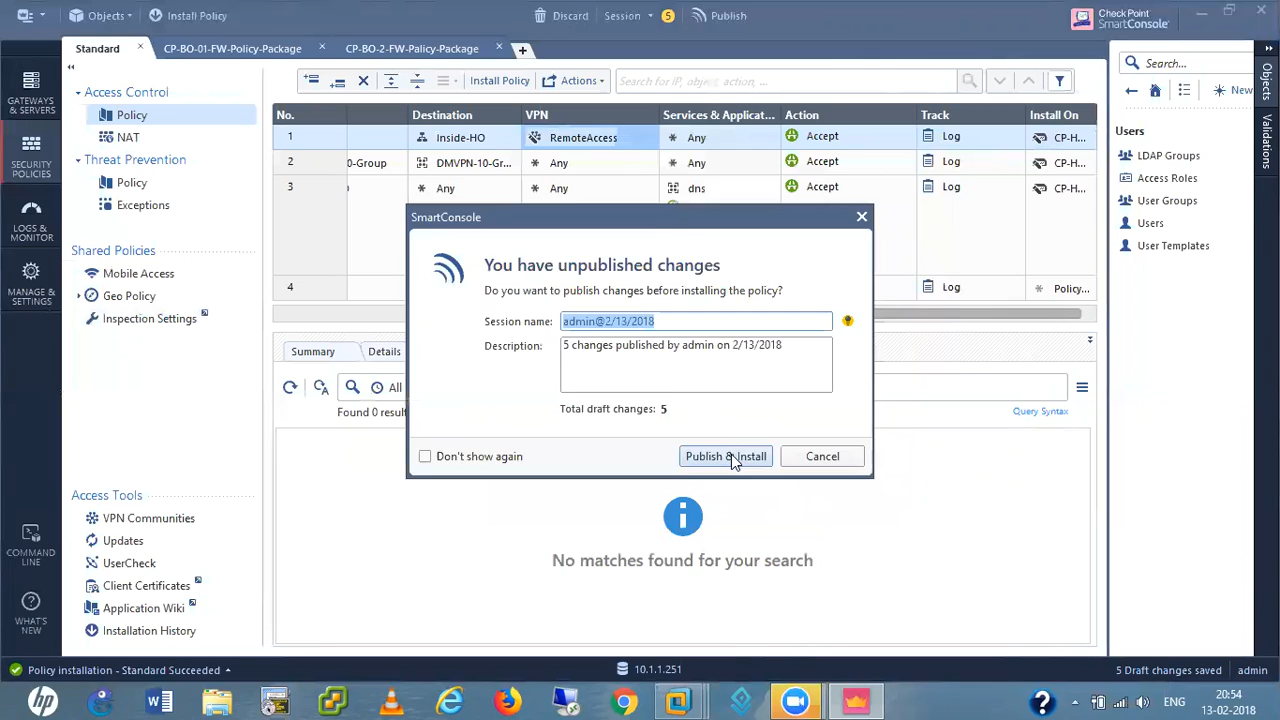 Objects
Install Policy
Discard
Session
5
Publish
Check Point
SmartConsole
Standard
CP-BO-01-FW-Policy-Package
CP-BO-2-FW-Palicy-Package
GATEWAYS
& SERVERS
SECURITY
POLICIES
LOGS &
MONITOR
MANAGE &
SETTINGS
COMMAND
LINE
WHAT'S
NEW
Access Control
Policy
NAT
Threat Prevention
Policy
Exceptions
Shared Policies
Mobile Access
Geo Policy
Inspection Settings
Access Tools
VPN Communities
Updates
UserCheck
Client Certificates
Application Wiki
Installation History
Install Policy
Actions
Search for IP, object, action, ...
No. Destination VPN Services & Applicat... Action Track Install On
1 Inside-HO RemoteAccess Any Accept Log CP-H...
2 0-Group DMVPN-10-Gr... Any Any Accept Log CP-H...
3 Any Any dns Accept Log CP-H...
4 Log Policy...
Summary
Details
All
Found 0 result
Query Syntax
No matches found for your search
SmartConsole
You have unpublished changes
Do you want to publish changes before installing the policy?
Session name: admin@2/13/2018
Description: 5 changes published by admin on 2/13/2018
Total draft changes: 5
Don't show again
Publish & Install
Cancel
Search...
New
Users
LDAP Groups
Access Roles
User Groups
Users
User Templates
Objects
Validations
Policy installation - Standard Succeeded
10.1.1.251
5 Draft changes saved
admin
ENG
20:54
13-02-2018